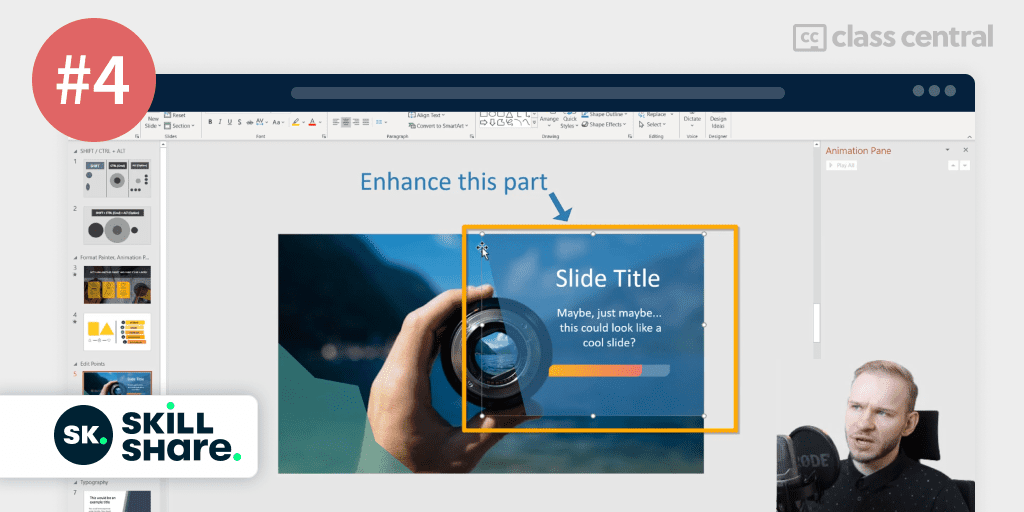 #4
class central
Reset
New
Slide
Section
Slides
B I U S ab AV Aa A
Font
Align Text
Convert to SmartArt
Paragraph
Arrange
Quick
Styles
Shape Outline
Shape Effects
Drawing
Replace
Select
Editing
Dictate
Voice
Design
Ideas
Designer
SHIFT / CTRL + ALT
1
2
Format Painter, Animation P...
3
4
Edit Points
5
Typography
7
Animation Pane
Play All
Enhance this part
Slide Title
Maybe, just maybe...
this could look like a
cool slide?
SK.
SKILL
SHARE.
RØDE